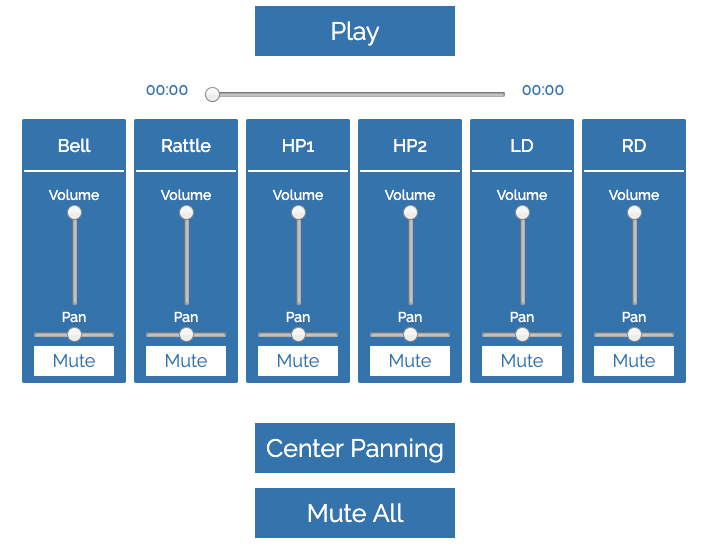 Play
00:00 00:00
Bell Rattle HP1 HP2 LD RD
Volume Volume Volume Volume Volume Volume
Pan Pan Pan Pan Pan Pan
Mute Mute Mute Mute Mute Mute
Center Panning
Mute All